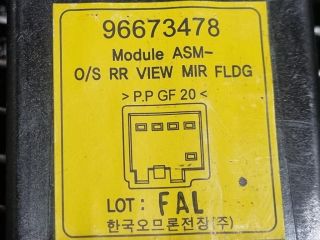 96673478
Module ASM-
O/S RR VIEW MIR FLDG
>P.P GF 20<
LOT : FAL
한국오므론전장(주)